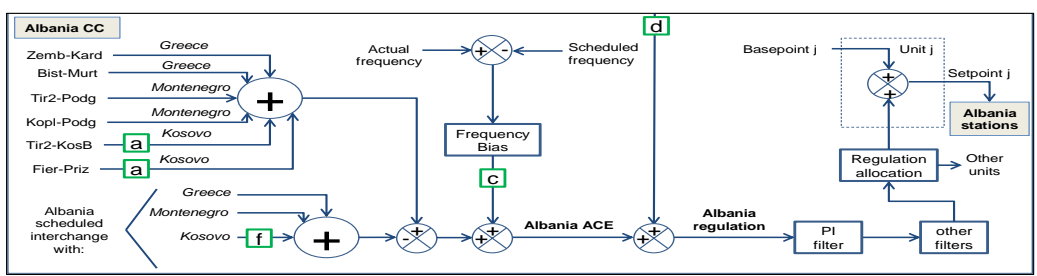 Albania CC
Zemb-Kard
Greece
Bist-Murt
Greece
Tir2-Podg
Montenegro
Kopl-Podg
Montenegro
Tir2-KosB
a
Kosovo
Fier-Priz
a
Kosovo
+
Albania
scheduled
interchange
with:
Greece
Montenegro
Kosovo
f
+
- +
Actual
frequency
+ -
Scheduled
frequency
Frequency
Bias
c
+ +
Albania ACE
d
+ +
Albania
regulation
PI
filter
other
filters
Regulation
allocation
Other
units
Basepoint j
Unit j
+
+
Setpoint j
Albania
stations